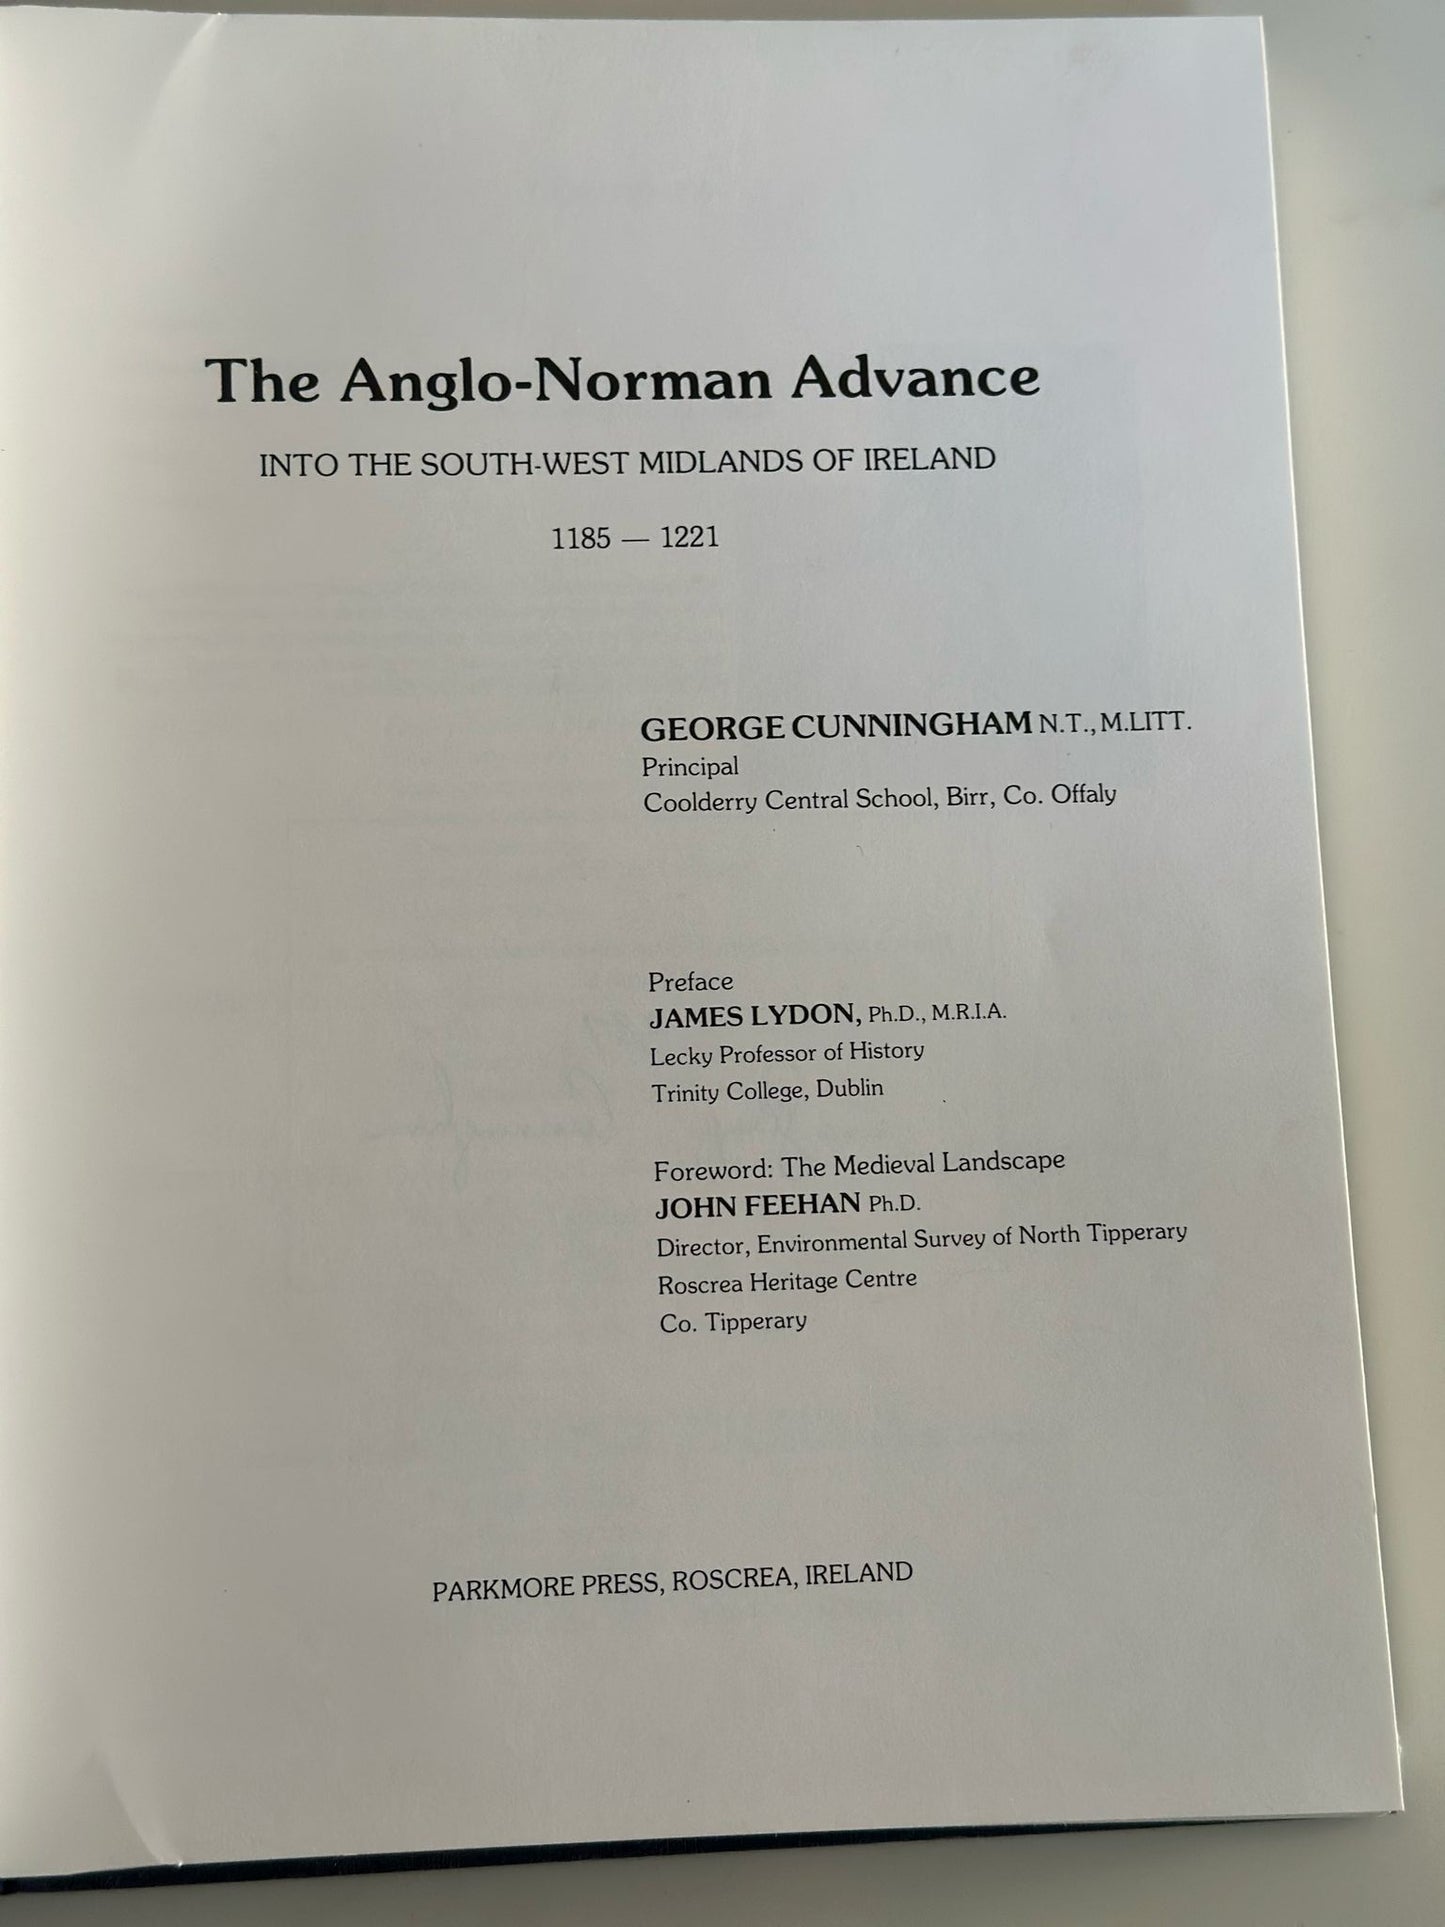 The Anglo-Norman Advance
INTO THE SOUTH-WEST MIDLANDS OF IRELAND
1185 — 1221
GEORGE CUNNINGHAM N.T., M.LITT.
Principal
Coolderry Central School, Birr, Co. Offaly
Preface
JAMES LYDON, Ph.D., M.R.I.A.
Lecky Professor of History
Trinity College, Dublin
Foreword: The Medieval Landscape
JOHN FEEHAN Ph.D.
Director, Environmental Survey of North Tipperary
Roscrea Heritage Centre
Co. Tipperary
PARKMORE PRESS, ROSCREA, IRELAND